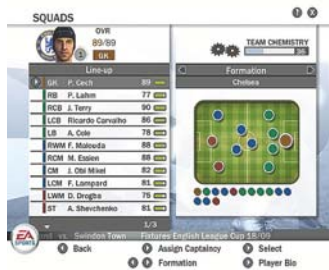 SQUADS
OVR
89/89
1
GK
TEAM CHEMISTRY
Line-up
Formation
Chelsea
GK P. Cech 89
RB P. Lahm 77
RCB J. Terry 90
LCB Ricardo Carvalho 86
LB A. Cole 78
RWM F. Malouda 88
RCM M. Essien 88
CM J. Obi Mikel 82
LCM F. Lampard 81
LWM D. Drogba 75
ST A. Shevchenko 81
1/3
vs. Swindon Town Fixtures English League Cup 18/09
EA
SPORTS
Back
Assign Captaincy
Select
Formation
Player Bio